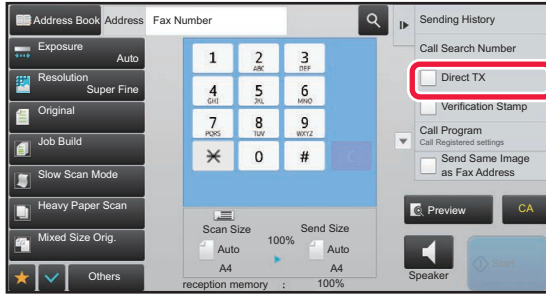 Address Book Address Fax Number
Exposure
Auto
Resolution
Super Fine
Original
Job Build
Slow Scan Mode
Heavy Paper Scan
Mixed Size Orig.
Others
1 2 3
ABC DEF
4 5 6
GHI JKL MNO
7 8 9
PQRS TUV WXYZ
0 #
C
Scan Size Send Size
100%
Auto Auto
A4 A4
reception memory : 100%
Sending History
Call Search Number
Direct TX
Verification Stamp
Call Program
Call Registered settings
Send Same Image
as Fax Address
Preview CA
Speaker Start